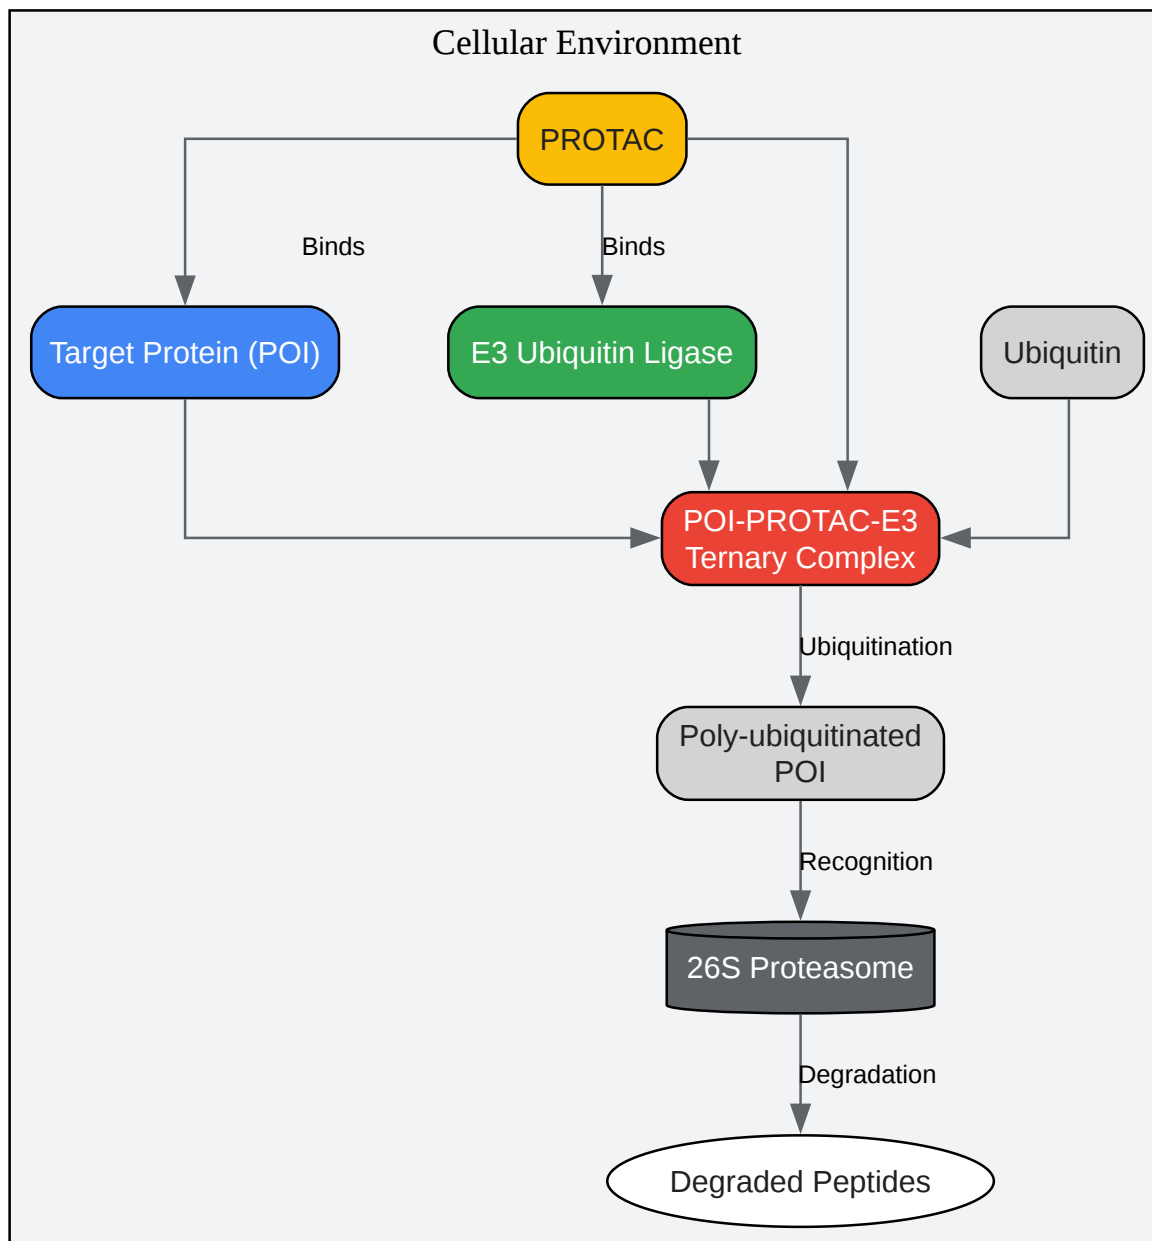 Cellular Environment
PROTAC
Binds
Binds
Target Protein (POI)
E3 Ubiquitin Ligase
Ubiquitin
POI-PROTAC-E3
Ternary Complex
Ubiquitination
Poly-ubiquitinated
POI
Recognition
26S Proteasome
Degradation
Degraded Peptides